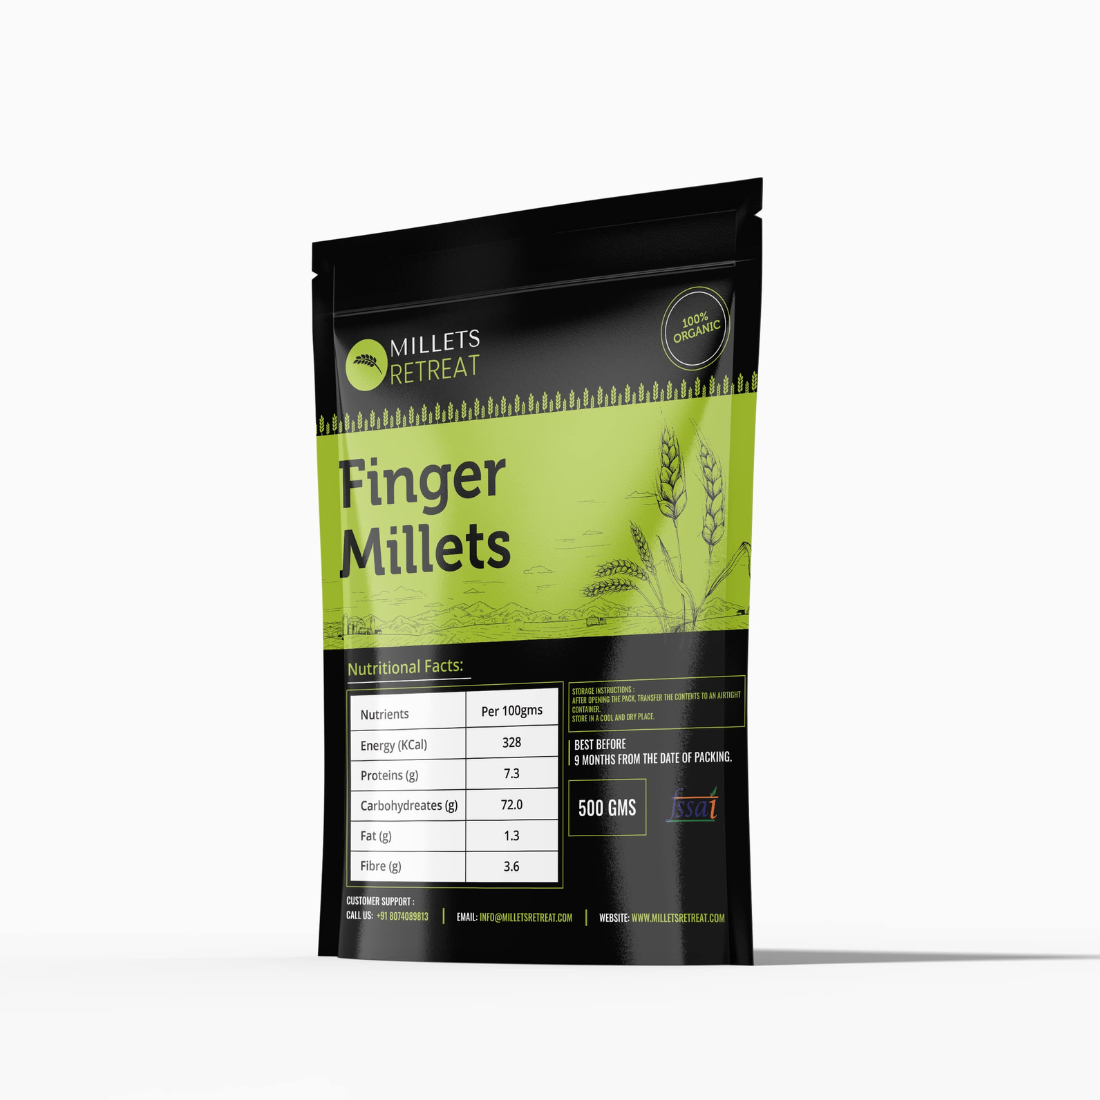 MILLETS
RETREAT
100%
ORGANIC
Finger
Millets
Nutritional Facts:
Nutrients Per 100gms
Energy (KCal) 328
Proteins (g) 7.3
Carbohydreates (g) 72.0
Fat (g) 1.3
Fibre (g) 3.6
STORAGE INSTRUCTIONS :
AFTER OPENING THE PACK, TRANSFER THE CONTENTS TO AN AIRTIGHT
CONTAINER.
STORE IN A COOL AND DRY PLACE.
BEST BEFORE
9 MONTHS FROM THE DATE OF PACKING.
500 GMS
fssai
CUSTOMER SUPPORT :
CALL US: +91 8074089813 EMAIL: INFO@MILLETSRETREAT.COM WEBSITE: WWW.MILLETSRETREAT.COM